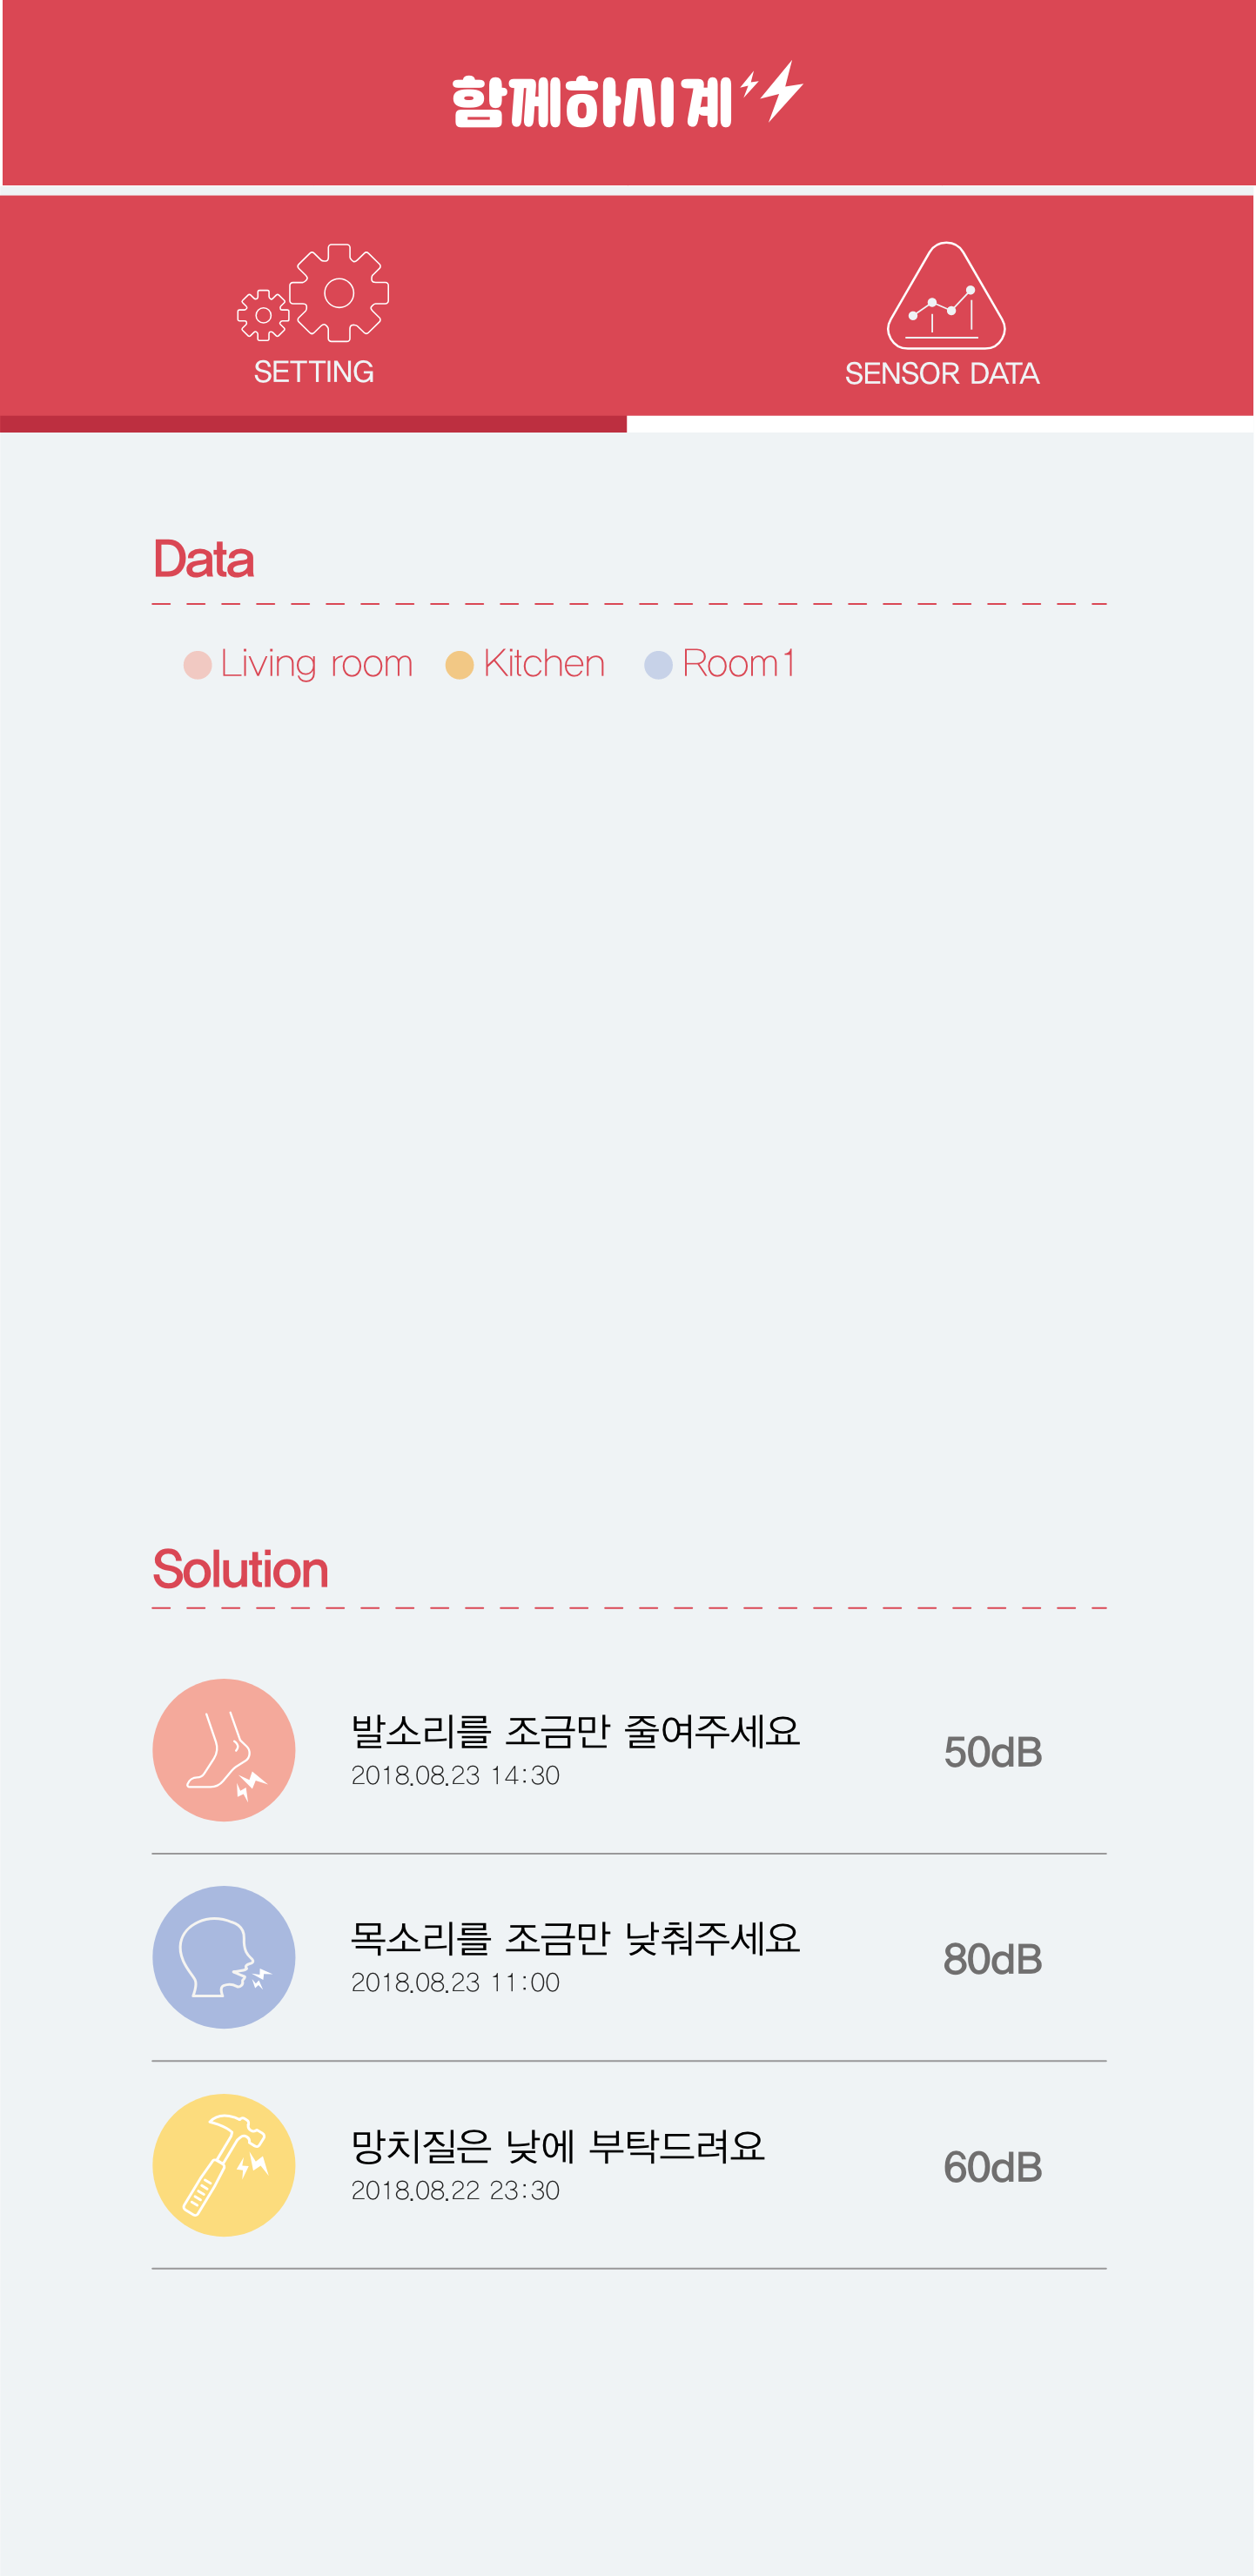 함께하시계
SETTING
SENSOR DATA
Data
Living room Kitchen Room1
Solution
발소리를 조금만 줄여주세요
2018.08.23 14:30
50dB
목소리를 조금만 낮춰주세요
2018.08.23 11:00
80dB
망치질은 낮에 부탁드려요
2018.08.22 23:30
60dB